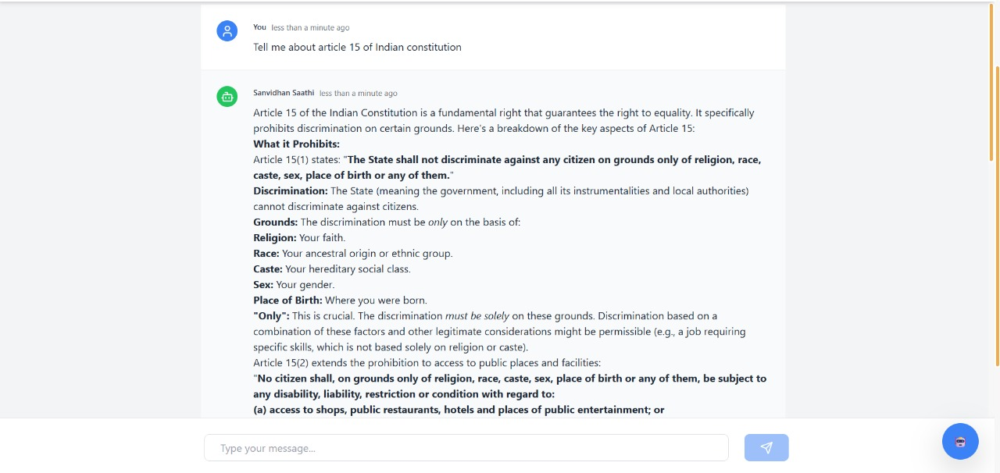 You less than a minute ago
Tell me about article 15 of Indian constitution
Sanvidhan Saathi less than a minute ago
Article 15 of the Indian Constitution is a fundamental right that guarantees the right to equality. It specifically
prohibits discrimination on certain grounds. Here's a breakdown of the key aspects of Article 15:
What it Prohibits:
Article 15(1) states: "The State shall not discriminate against any citizen on grounds only of religion, race,
caste, sex, place of birth or any of them."
Discrimination: The State (meaning the government, including all its instrumentalities and local authorities)
cannot discriminate against citizens.
Grounds: The discrimination must be only on the basis of:
Religion: Your faith.
Race: Your ancestral origin or ethnic group.
Caste: Your hereditary social class.
Sex: Your gender.
Place of Birth: Where you were born.
"Only": This is crucial. The discrimination must be solely on these grounds. Discrimination based on a
combination of these factors and other legitimate considerations might be permissible (e.g., a job requiring
specific skills, which is not based solely on religion or caste).
Article 15(2) extends the prohibition to access to public places and facilities:
"No citizen shall, on grounds only of religion, race, caste, sex, place of birth or any of them, be subject to
any disability, liability, restriction or condition with regard to:
(a) access to shops, public restaurants, hotels and places of public entertainment; or
Type your message...